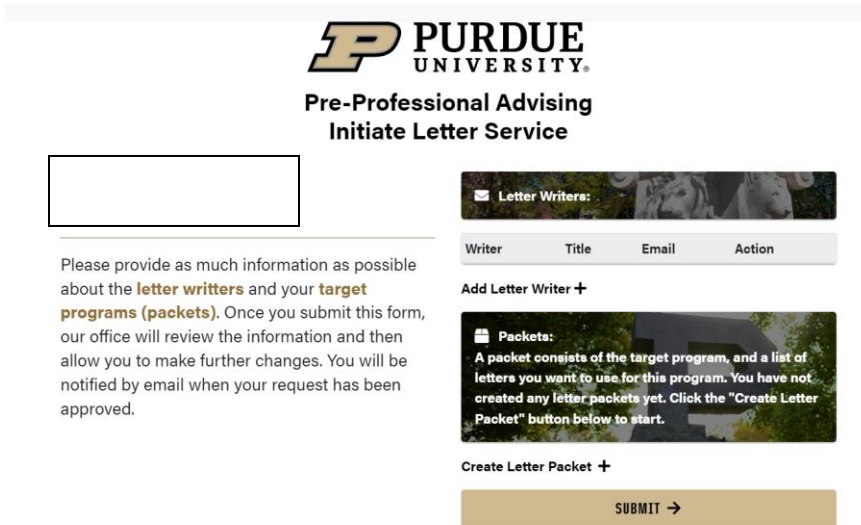 PURDUE
UNIVERSITY®
Pre-Professional Advising
Initiate Letter Service
Please provide as much information as possible
about the letter writters and your target
programs (packets). Once you submit this form,
our office will review the information and then
allow you to make further changes. You will be
notified by email when your request has been
approved.
Letter Writers:
Writer Title Email Action
Add Letter Writer +
Packets:
A packet consists of the target program, and a list of
letters you want to use for this program. You have not
created any letter packets yet. Click the "Create Letter
Packet" button below to start.
Create Letter Packet +
SUBMIT →